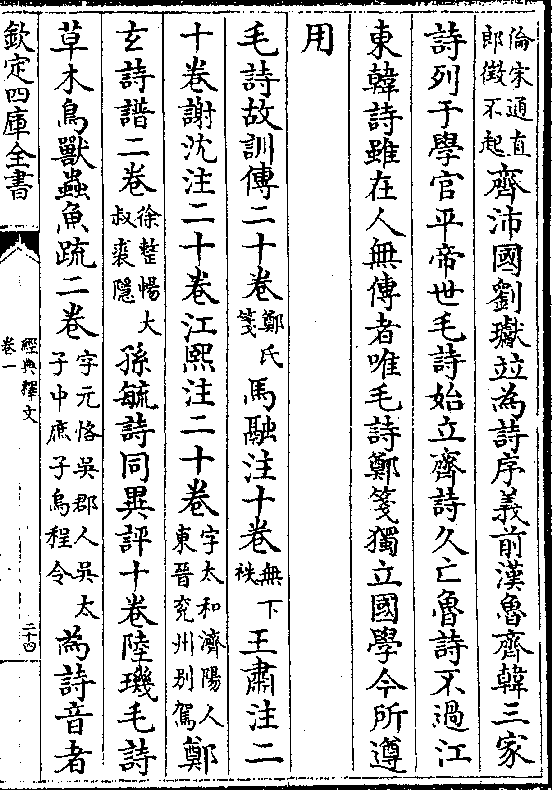 倫宋通直
郎徵不起
齊沛國劉瓛竝為詩序義前漢魯齊韓三家
詩列于學官平帝世毛詩始立齊詩久亡魯詩不過江
東韓詩雖在人無傳者唯毛詩鄭箋獨立國學今所遵
用
毛詩故訓傳二十卷鄭氏箋馬融注十卷無下袟王肅注二
十卷謝沈注二十卷江熙注二十卷字太和濟陽人東晉兖州别駕鄭
玄詩譜二卷徐整暢大叔裘隱孫毓詩同異評十卷陸璣毛詩
草木鳥獸蟲魚䟽二卷字元恪吳郡人吳太子中庶子烏程令為詩音者
欽定四庫全書
經典釋文
卷一
二十四